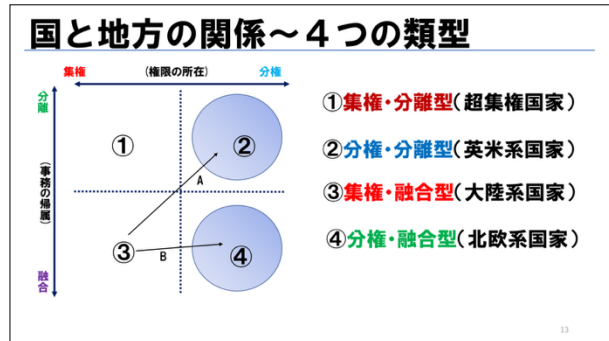 国と地方の関係～４つの類型
集権 (権限の所在) 分権
分離
(事務の帰属)
融合
①
②
A
③
B
④
①集権・分離型(超集権国家)
②分権・分離型(英米系国家)
③集権・融合型(大陸系国家)
④分権・融合型(北欧系国家)
13